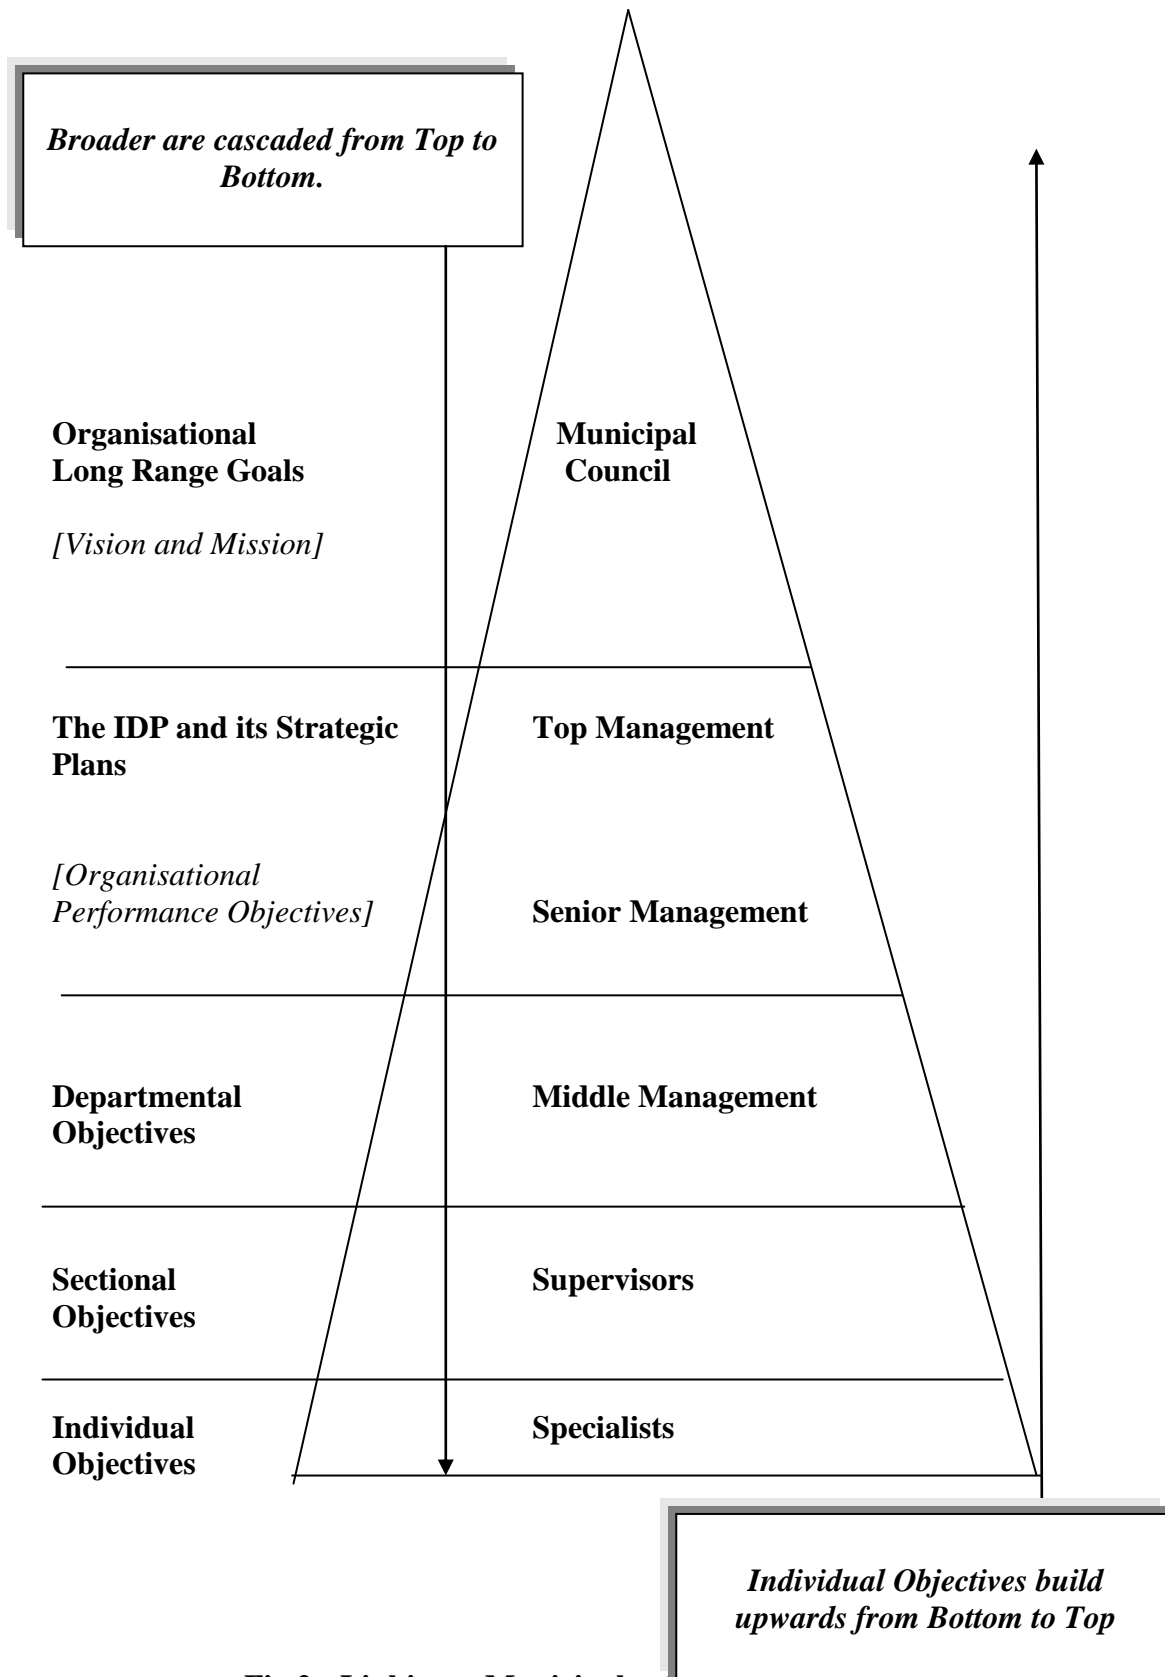 Broader are cascaded from Top to
Bottom.
Organisational
Long Range Goals
[Vision and Mission]
Municipal
Council
The IDP and its Strategic
Plans
[Organisational
Performance Objectives]
Top Management
Senior Management
Departmental
Objectives
Middle Management
Sectional
Objectives
Supervisors
Individual
Objectives
Specialists
Individual Objectives build
upwards from Bottom to Top